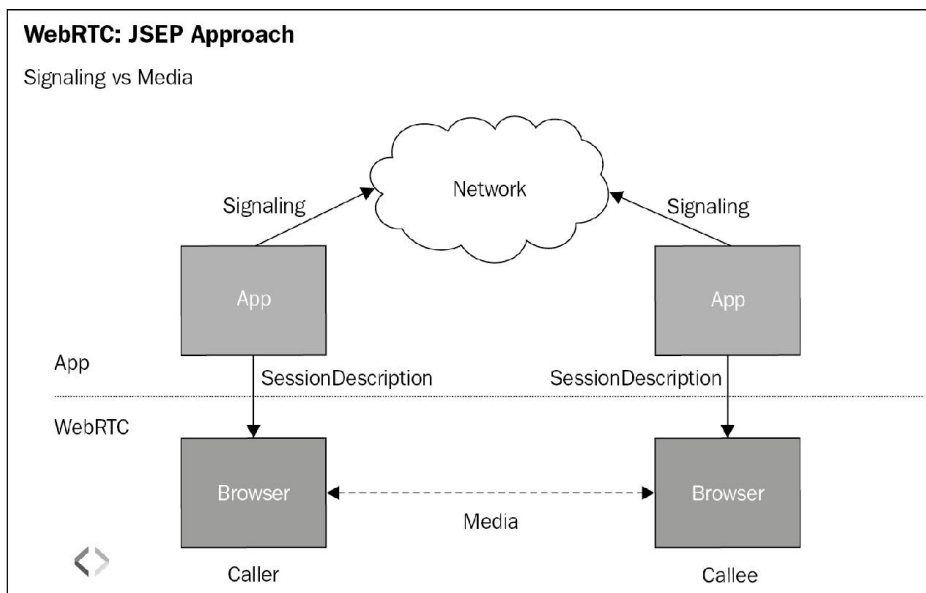 WebRTC: JSEP Approach
Signaling vs Media
Network
Signaling
Signaling
App
App
App
SessionDescription
SessionDescription
WebRTC
Browser
Browser
Media
Caller
Callee